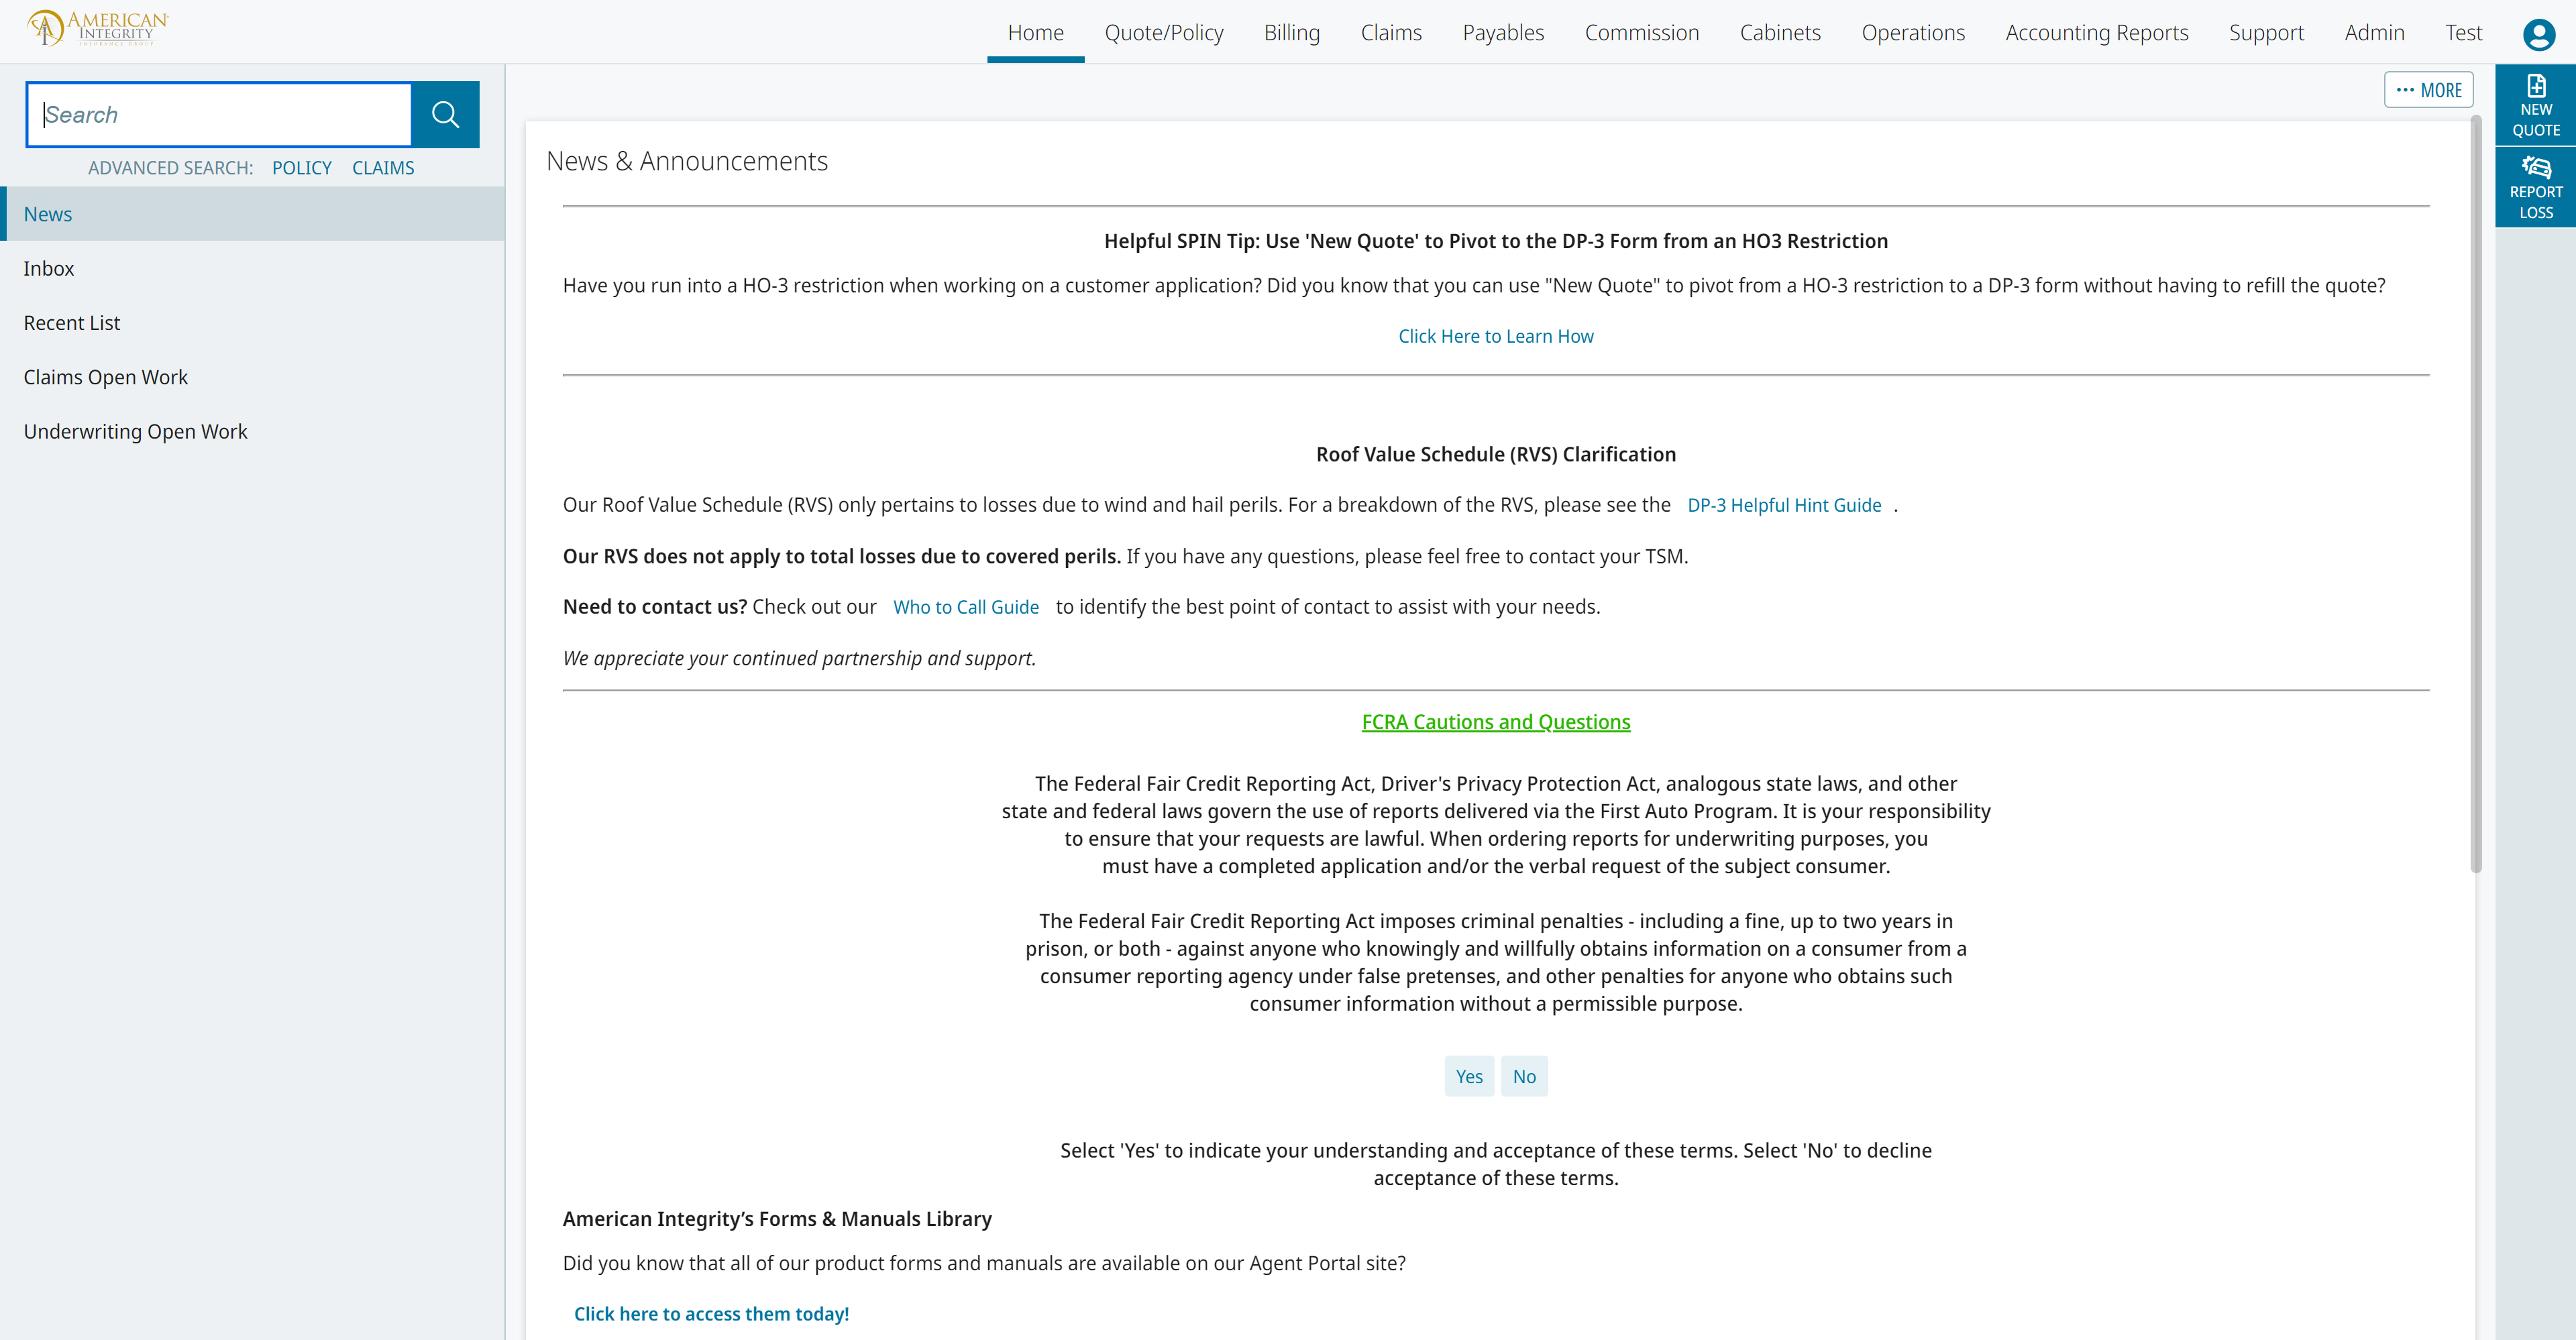 AMERICAN
INTEGRITY
INSURANCE GROUP
Home Quote/Policy Billing Claims Payables Commission Cabinets Operations Accounting Reports Support Admin Test
Search
ADVANCED SEARCH: POLICY CLAIMS
News
Inbox
Recent List
Claims Open Work
Underwriting Open Work
••• MORE
NEW
QUOTE
REPORT
LOSS
News & Announcements
Helpful SPIN Tip: Use 'New Quote' to Pivot to the DP-3 Form from an HO3 Restriction
Have you run into a HO-3 restriction when working on a customer application? Did you know that you can use "New Quote" to pivot from a HO-3 restriction to a DP-3 form without having to refill the quote?
Click Here to Learn How
Roof Value Schedule (RVS) Clarification
Our Roof Value Schedule (RVS) only pertains to losses due to wind and hail perils. For a breakdown of the RVS, please see the DP-3 Helpful Hint Guide .
Our RVS does not apply to total losses due to covered perils. If you have any questions, please feel free to contact your TSM.
Need to contact us? Check out our Who to Call Guide to identify the best point of contact to assist with your needs.
We appreciate your continued partnership and support.
FCRA Cautions and Questions
The Federal Fair Credit Reporting Act, Driver's Privacy Protection Act, analogous state laws, and other
state and federal laws govern the use of reports delivered via the First Auto Program. It is your responsibility
to ensure that your requests are lawful. When ordering reports for underwriting purposes, you
must have a completed application and/or the verbal request of the subject consumer.
The Federal Fair Credit Reporting Act imposes criminal penalties - including a fine, up to two years in
prison, or both - against anyone who knowingly and willfully obtains information on a consumer from a
consumer reporting agency under false pretenses, and other penalties for anyone who obtains such
consumer information without a permissible purpose.
Yes No
Select 'Yes' to indicate your understanding and acceptance of these terms. Select 'No' to decline
acceptance of these terms.
American Integrity’s Forms & Manuals Library
Did you know that all of our product forms and manuals are available on our Agent Portal site?
Click here to access them today!